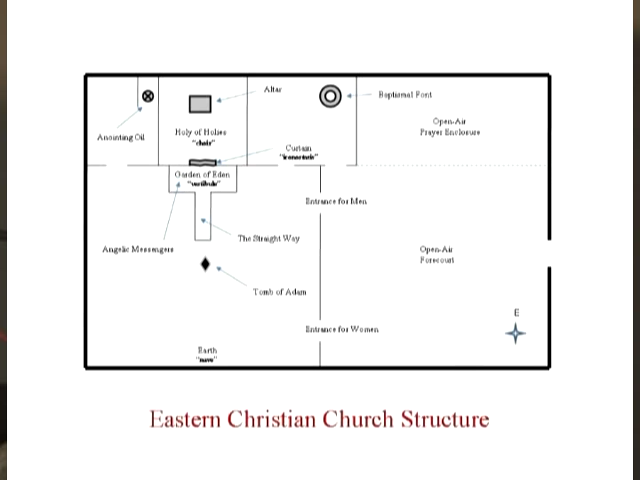 Altar
Baptismal Font
Anointing Oil
Holy of Holies
Open-Air
Prayer Enclosure
Curtain
Garden of Eden
Entrance for Men
Angelic Messengers
The Straight Way
Open-Air
Forecourt
Tomb of Adam
E
Entrance for Women
Earth
Eastern Christian Church Structure